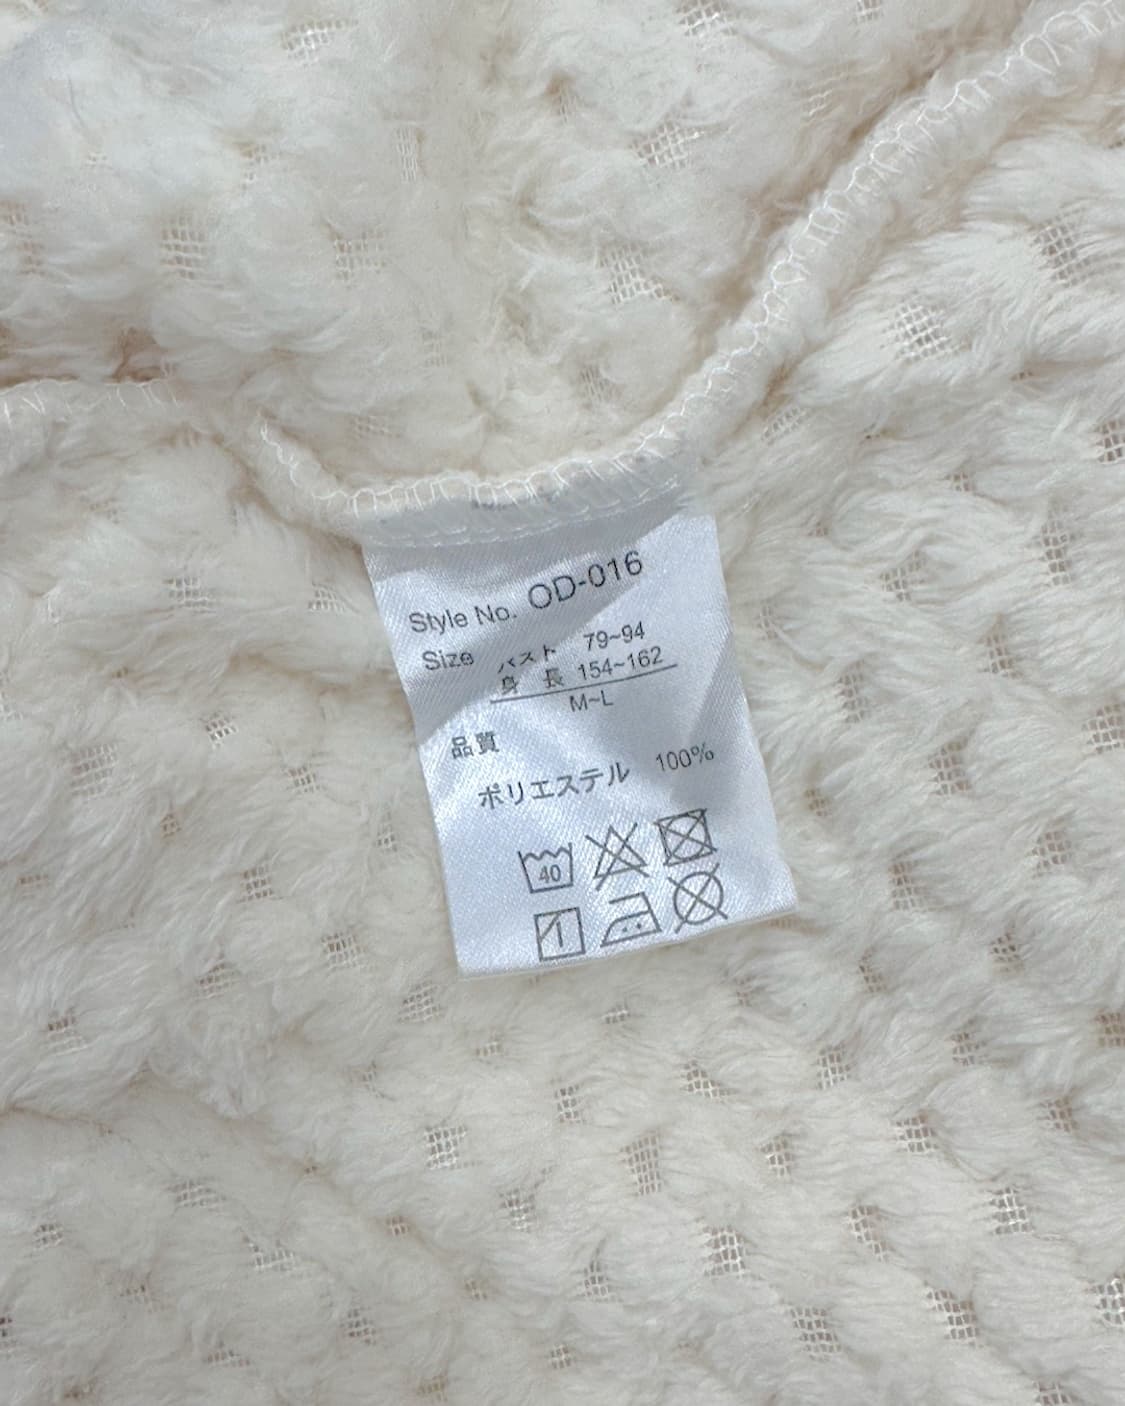 Style No. OD-016
Size バスト 79~94
身 長 154~162
M~L
品質
ポリエステル 100%
40